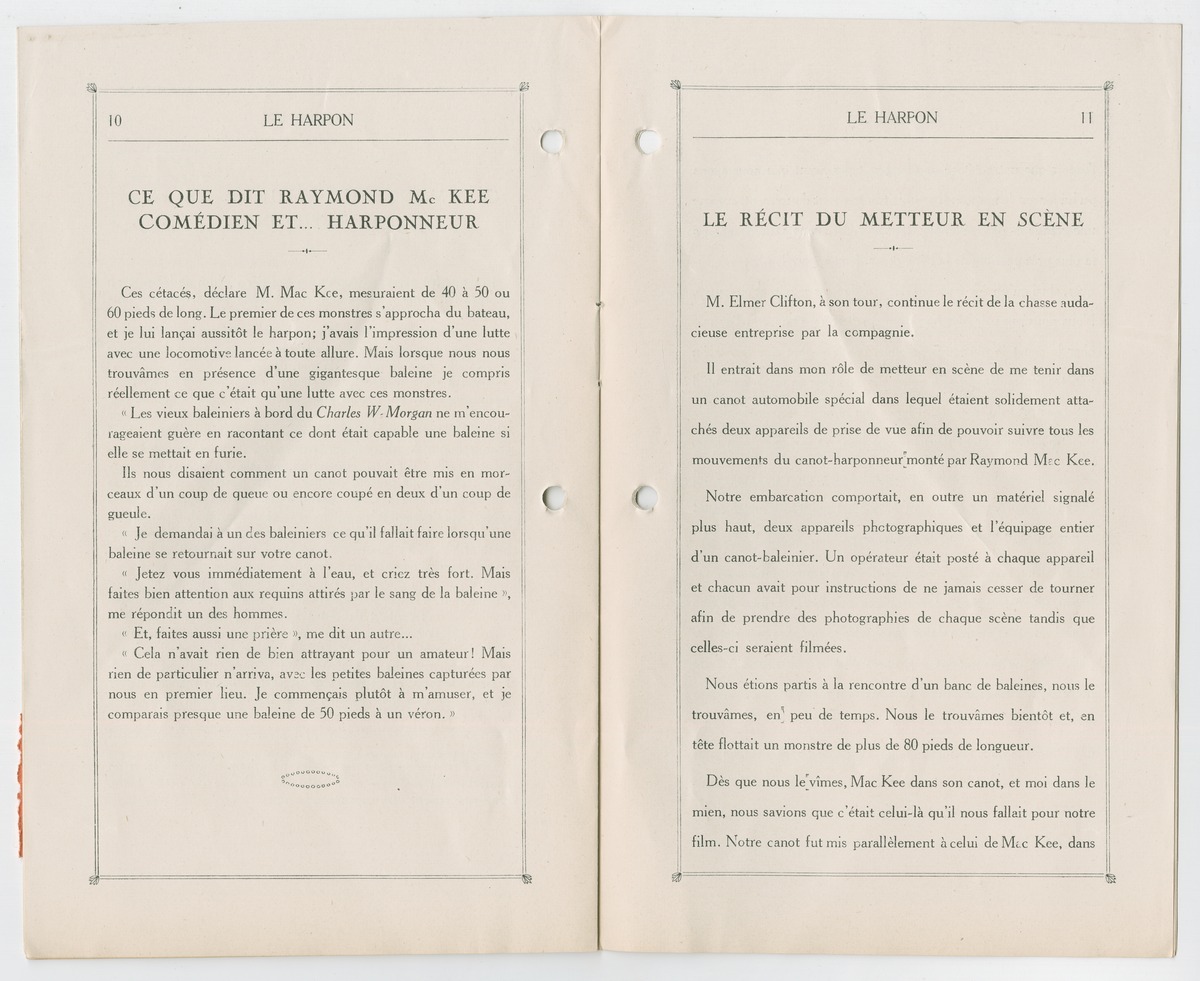 10
LE HARPON
CE QUE DIT RAYMOND Mc KEE
COMÉDIEN ET... HARPONNEUR
Ces cétacés, déclare M. Mac Kee, mesuraient de 40 à 50 ou
60 pieds de long. Le premier de ces monstres s'approcha du bateau,
et je lui lançai aussitôt le harpon; j'avais l'impression d'une lutte
avec une locomotive lancée à toute allure. Mais lorsque nous nous
trouvâmes en présence d'une gigantesque baleine je compris
réellement ce que c'était qu'une lutte avec ces monstres.
« Les vieux baleiniers à bord du Charles W-Morgan ne m'encou-
rageaient guère en racontant ce dont était capable une baleine si
elle se mettait en furie.
Ils nous disaient comment un canot pouvait être mis en mor-
ceaux d'un coup de queue ou encore coupé en deux d'un coup de
gueule.
« Je demandai à un des baleiniers ce qu'il fallait faire lorsqu'une
baleine se retournait sur votre canot.
« Jetez vous immédiatement à l'eau, et criez très fort. Mais
faites bien attention aux requins attirés par le sang de la baleine »,
me répondit un des hommes.
« Et, faites aussi une prière », me dit un autre...
« Cela n'avait rien de bien attrayant pour un amateur! Mais
rien de particulier n'arriva, avec les petites baleines capturées par
nous en premier lieu. Je commençais plutôt à m'amuser, et je
comparais presque une baleine de 50 pieds à un véron. »
LE HARPON
11
LE RÉCIT DU METTEUR EN SCÈNE
M. Elmer Clifton, à son tour, continue le récit de la chasse auda-
cieuse entreprise par la compagnie.
Il entrait dans mon rôle de metteur en scène de me tenir dans
un canot automobile spécial dans lequel étaient solidement atta-
chés deux appareils de prise de vue afin de pouvoir suivre tous les
mouvements du canot-harponneur monté par Raymond Mac Kee.
Notre embarcation comportait, en outre un matériel signalé
plus haut, deux appareils photographiques et l'équipage entier
d'un canot-baleinier. Un opérateur était posté à chaque appareil
et chacun avait pour instructions de ne jamais cesser de tourner
afin de prendre des photographies de chaque scène tandis que
celles-ci seraient filmées.
Nous étions partis à la rencontre d'un banc de baleines, nous le
trouvâmes, en peu de temps. Nous le trouvâmes bientôt et, en
tête flottait un monstre de plus de 80 pieds de longueur.
Dès que nous le vîmes, Mac Kee dans son canot, et moi dans le
mien, nous savions que c'était celui-là qu'il nous fallait pour notre
film. Notre canot fut mis parallèlement à celui de Mac Kee, dans